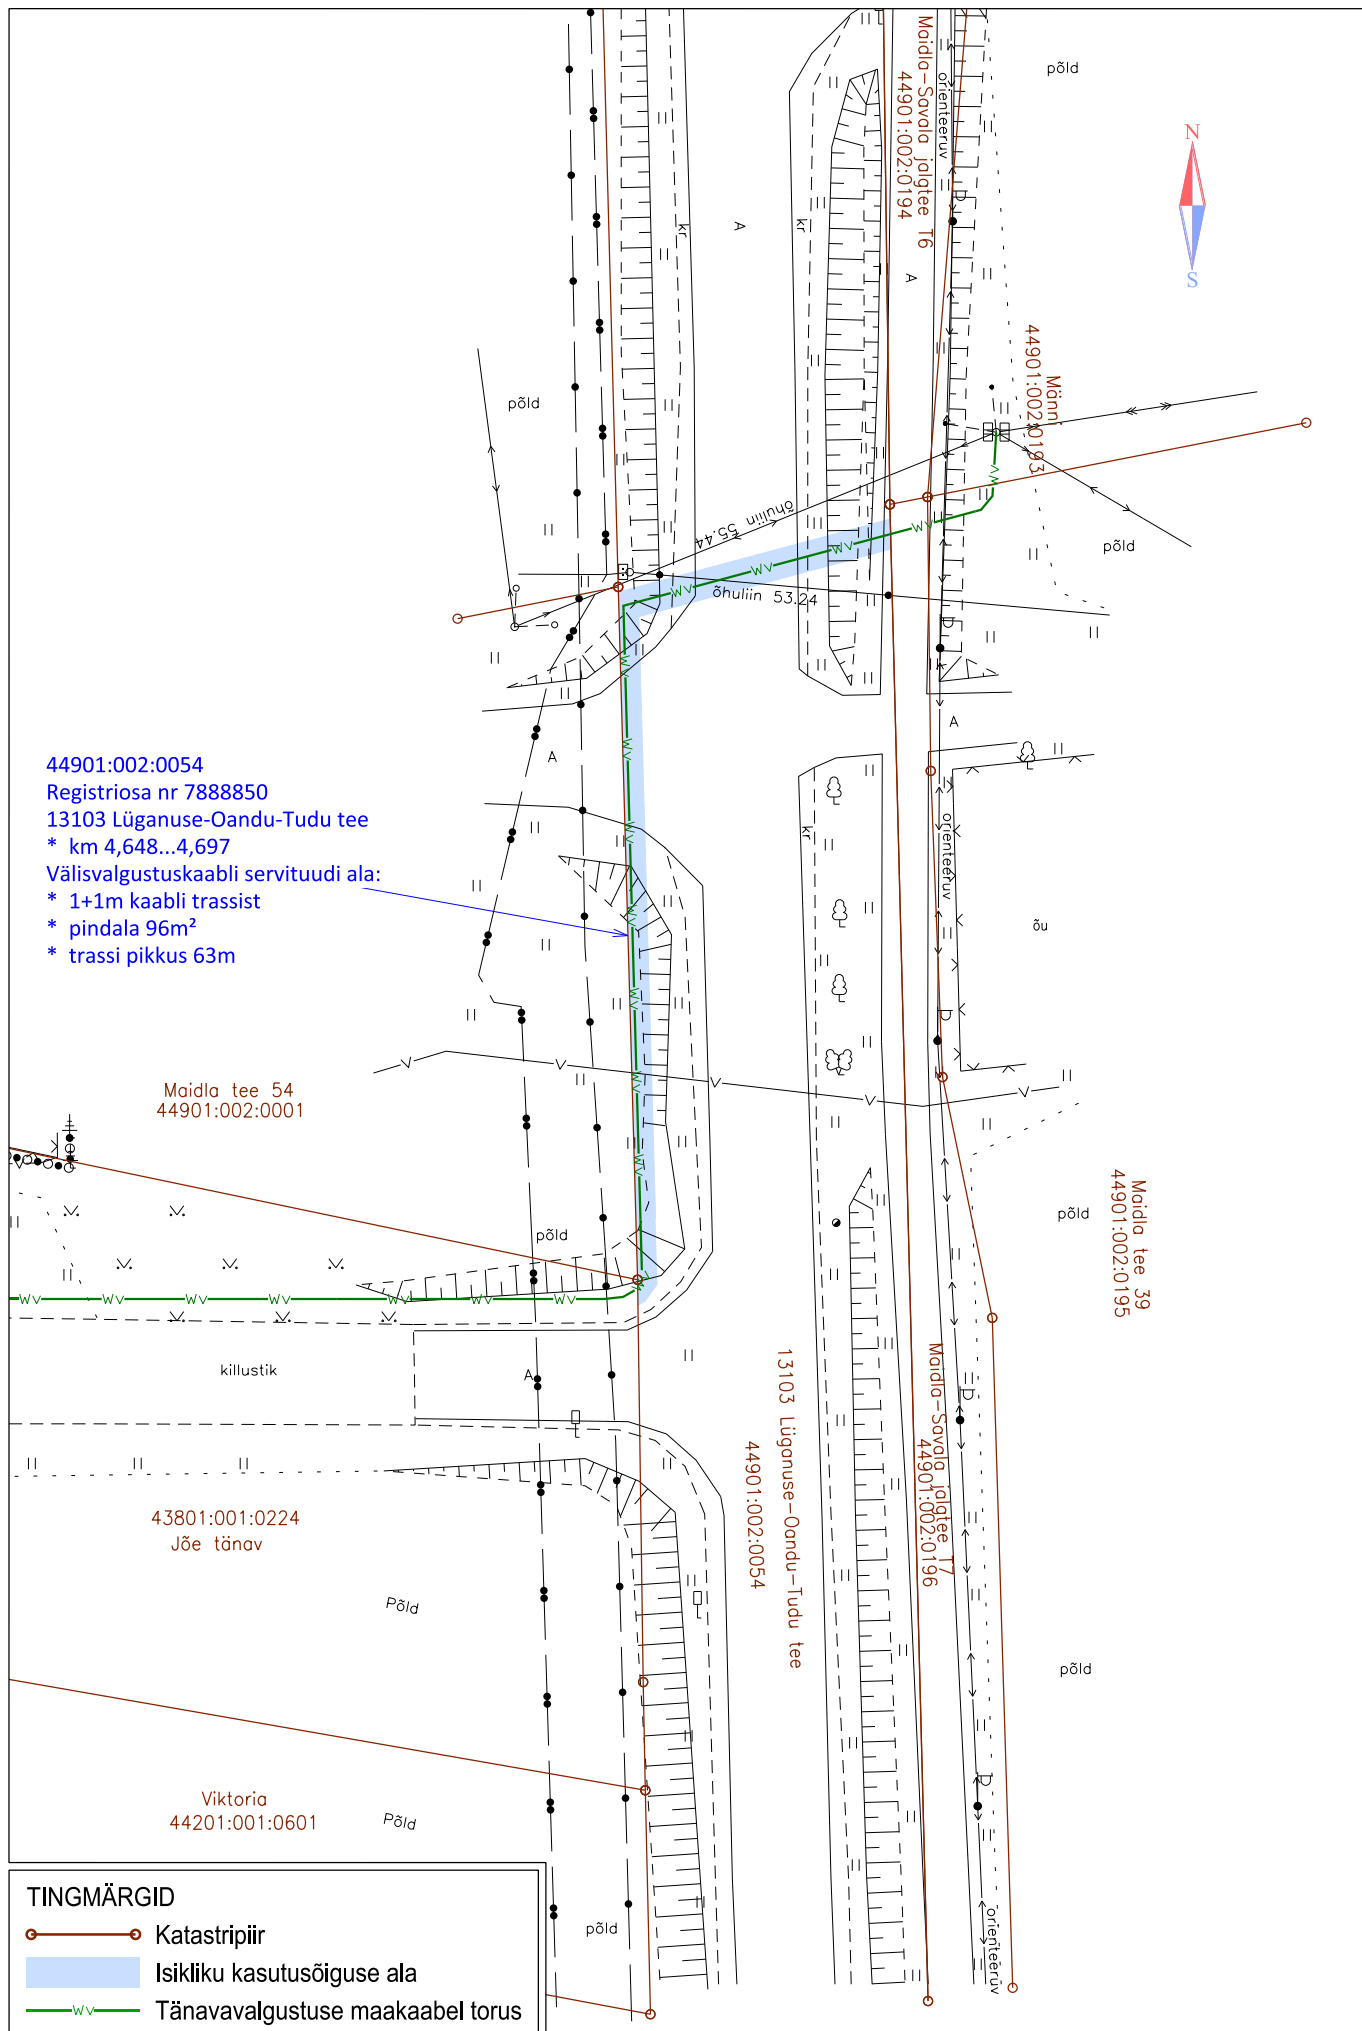 põld
Maidla-Savala jalgtee T6
44901:002:0194
orienteeruv
N
S
kr
A
kr
A
põld
Männi
44901:002:0193
õhuliin 55.44
põld
õhuliin 53.24
A
A
44901:002:0054
Registriosa nr 7888850
13103 Lüganuse-Oandu-Tudu tee
* km 4,648...4,697
Välisvalgustuskaabli servituudi ala:
* 1+1m kaabli trassist
* pindala 96m²
* trassi pikkus 63m
kr
orienteeruv
õu
Maidla tee 54
44901:002:0001
põld
põld
Maidla tee 39
44901:002:0195
killustik
A
13103 Lüganuse-Oandu-Tudu tee
44901:002:0054
Maidla-Savala jalgtee T7
44901:002:0196
43801:001:0224
Jõe tänav
Põld
põld
Viktoria
44201:001:0601
Põld
põld
orienteeruv
TINGMÄRGID
Katastripiir
Isikliku kasutusõiguse ala
WV
Tänavavalgustuse maakaabel torus